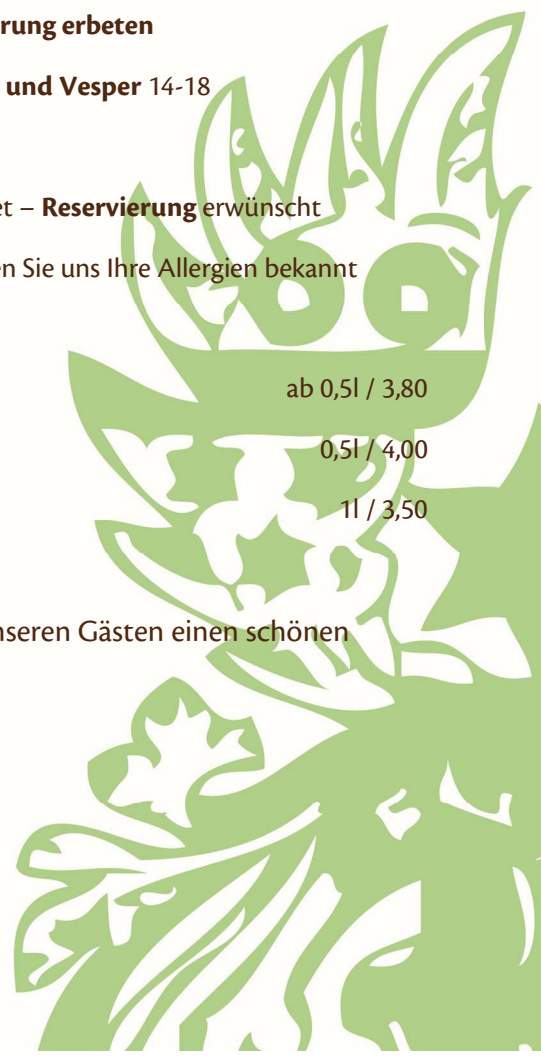 rung erbeten
und Vesper 14-18
et – Reservierung erwünscht
en Sie uns Ihre Allergien bekannt
ab 0,5l / 3,80
0,5l / 4,00
1l / 3,50
nseren Gästen einen schönen